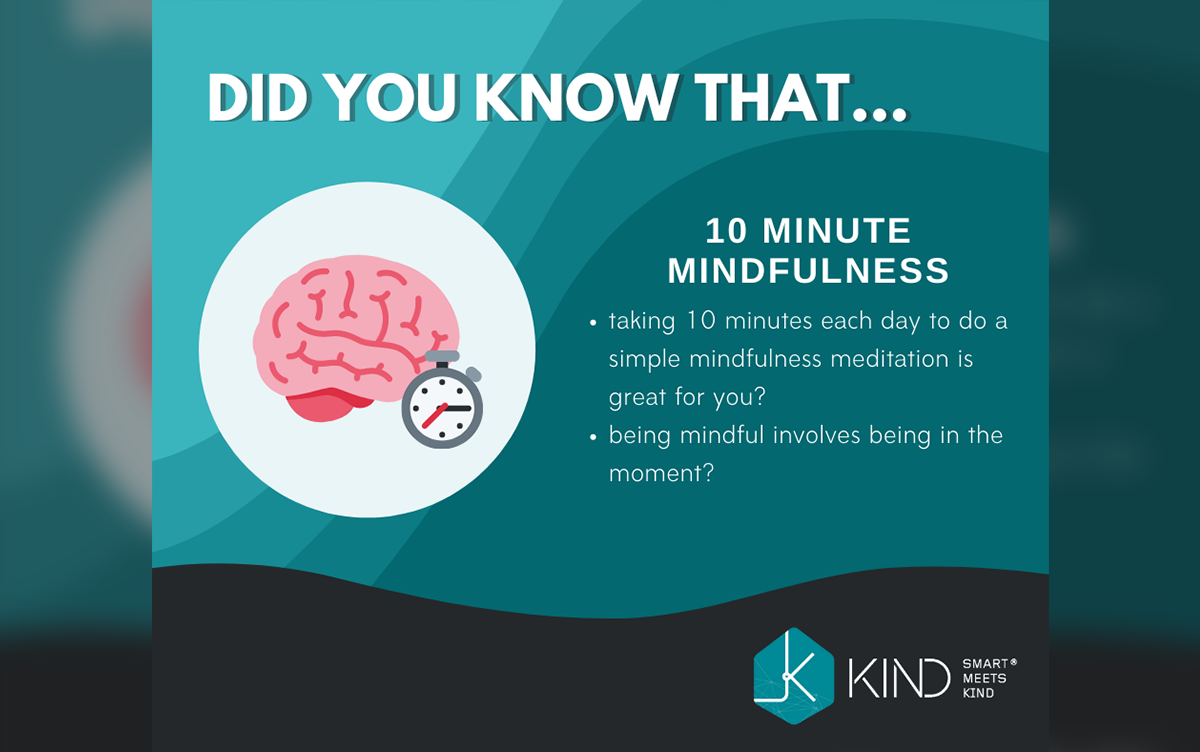 DID YOU KNOW THAT...
10 MINUTE
MINDFULNESS
• taking 10 minutes each day to do a
simple mindfulness meditation is
great for you?
• being mindful involves being in the
moment?
K
KIND
SMART®
MEETS
KIND